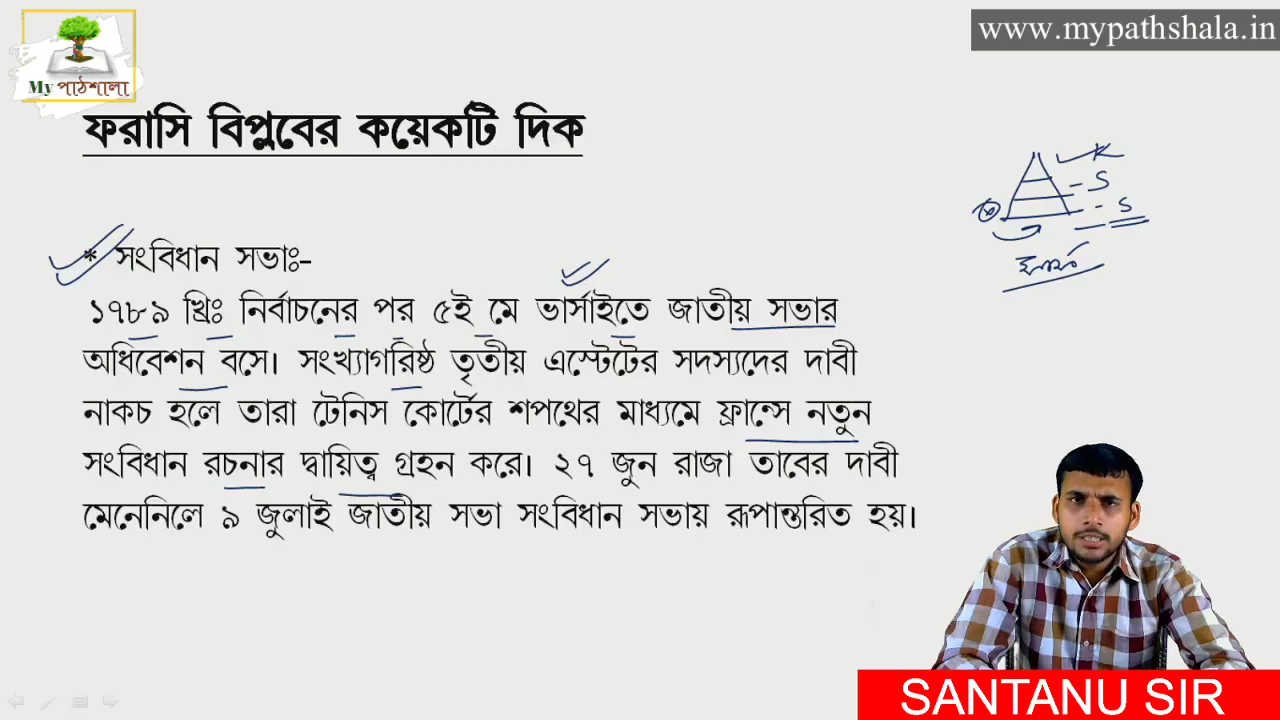 www.mypathshala.in
My পাঠশালা
ফরাসি বিপ্লবের কয়েকটি দিক
* সংবিধান সভাঃ-
১৭৮৯ খ্রিঃ নির্বাচনের পর ৫ই মে ভার্সাইতে জাতীয় সভার
অধিবেশন বসে। সংখ্যাগরিষ্ঠ তৃতীয় এস্টেটের সদস্যদের দাবী
নাকচ হলে তারা টেনিস কোর্টের শপথের মাধ্যমে ফ্রান্সে নতুন
সংবিধান রচনার দ্বায়িত্ব গ্রহন করে। ২৭ জুন রাজা তাবের দাবী
মেনেনিলে ৯ জুলাই জাতীয় সভা সংবিধান সভায় রূপান্তরিত হয়।
SANTANU SIR